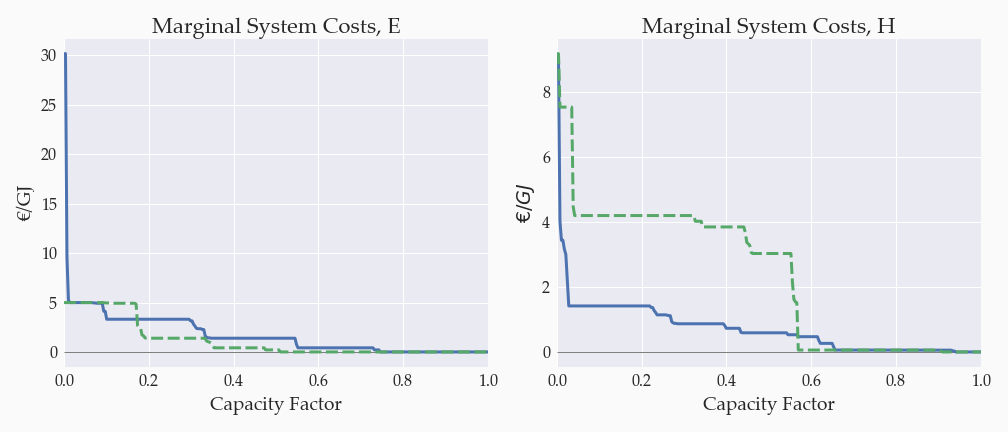 Marginal System Costs, E
30
25
20
15
10
5
0
€/GJ
0.0 0.2 0.4 0.6 0.8 1.0
Capacity Factor
Marginal System Costs, H
8
6
4
2
0
€/GJ
0.0 0.2 0.4 0.6 0.8 1.0
Capacity Factor